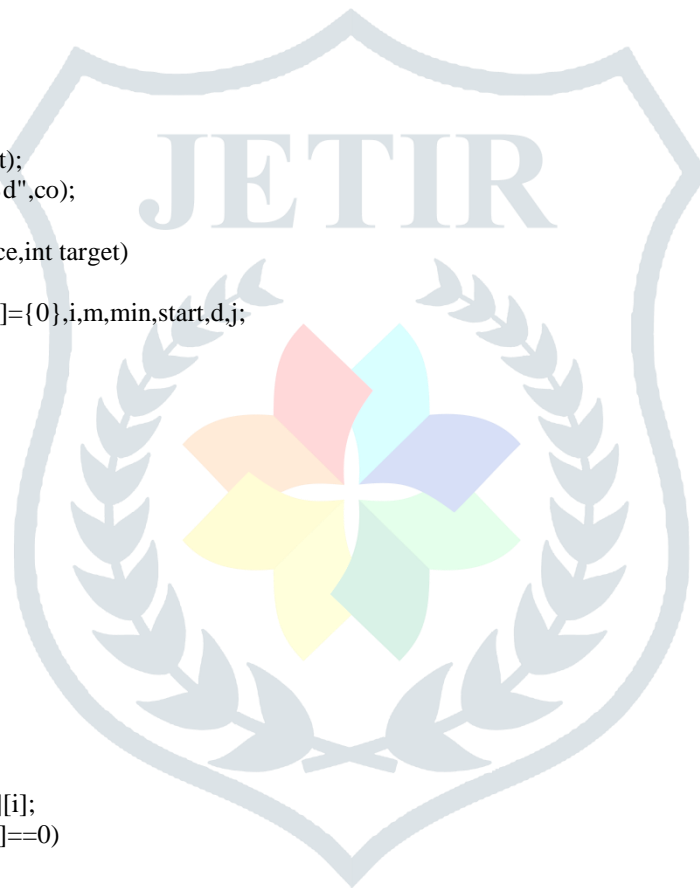 JETIR
t);
d",co);
ce,int target)
]={0},i,m,min,start,d,j;
][i];
]==0)